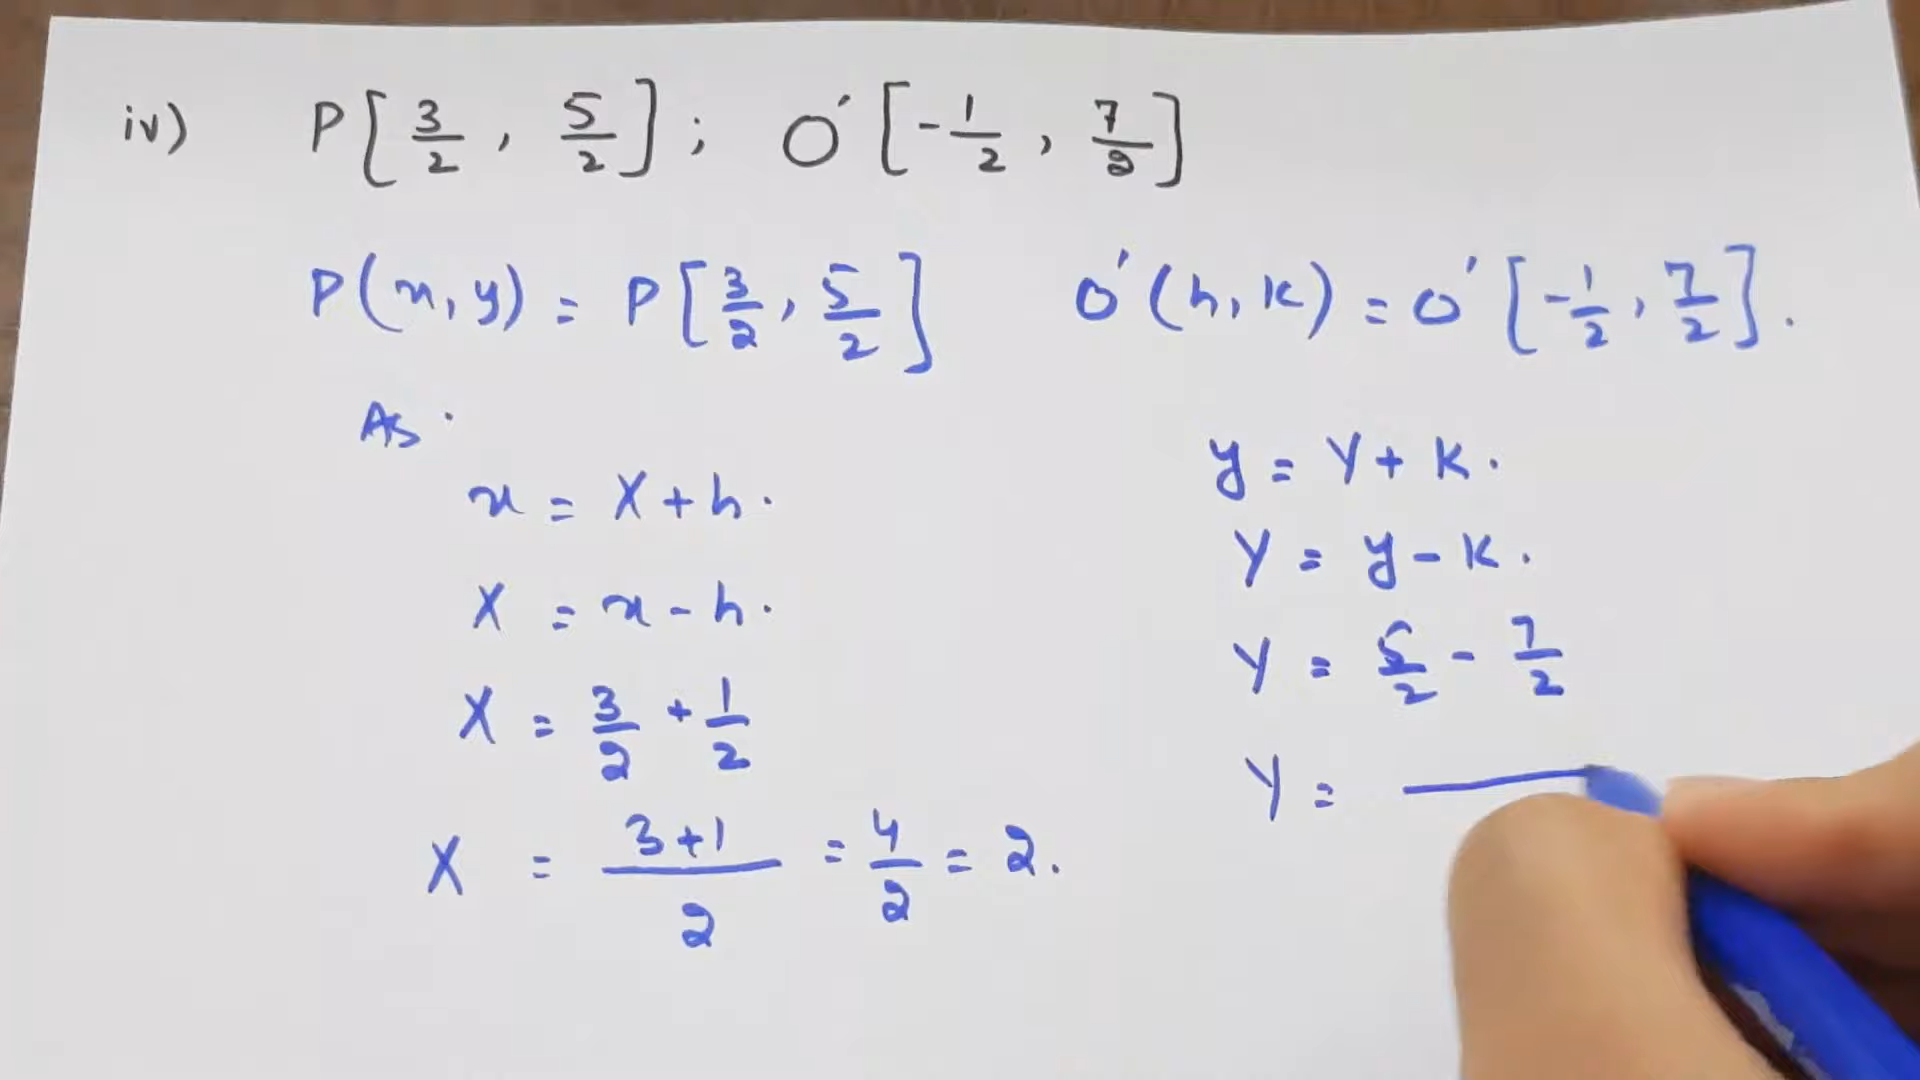 iv) P[3/2, 5/2]; O'[-1/2, 7/2]
P(x, y) = P[3/2, 5/2] O'(h, k) = O'[-1/2, 7/2].
As
x = X + h.
X = x - h.
X = 3/2 + 1/2
X = (3+1)/2 = 4/2 = 2.
y = Y + k.
Y = y - k.
Y = 5/2 - 7/2
Y =